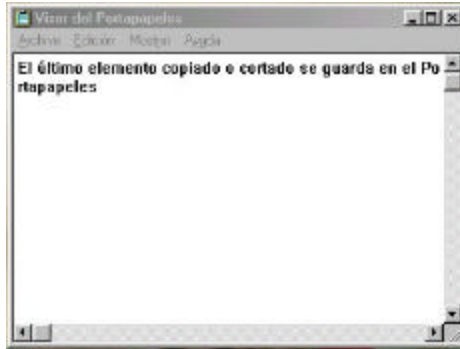 Visor del Portapapeles
Archivo Edición Mostrar Ayuda
El último elemento copiado o cortado se guarda en el Po
rtapapeles